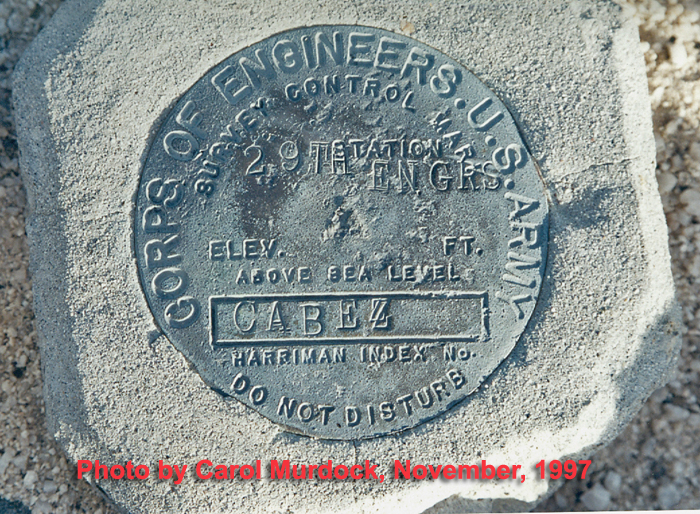 CORPS OF ENGINEERS. U.S. ARMY
SURVEY CONTROL MARK
STATION
29TH ENGRS
ELEV. FT.
ABOVE SEA LEVEL
CABEZ
HARRIMAN INDEX NO.
DO NOT DISTURB
Photo by Carol Murdock, November, 1997